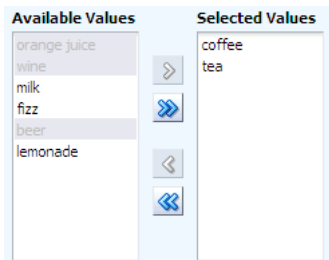 Available Values
orange juice
wine
milk
fizz
beer
lemonade
Selected Values
coffee
tea